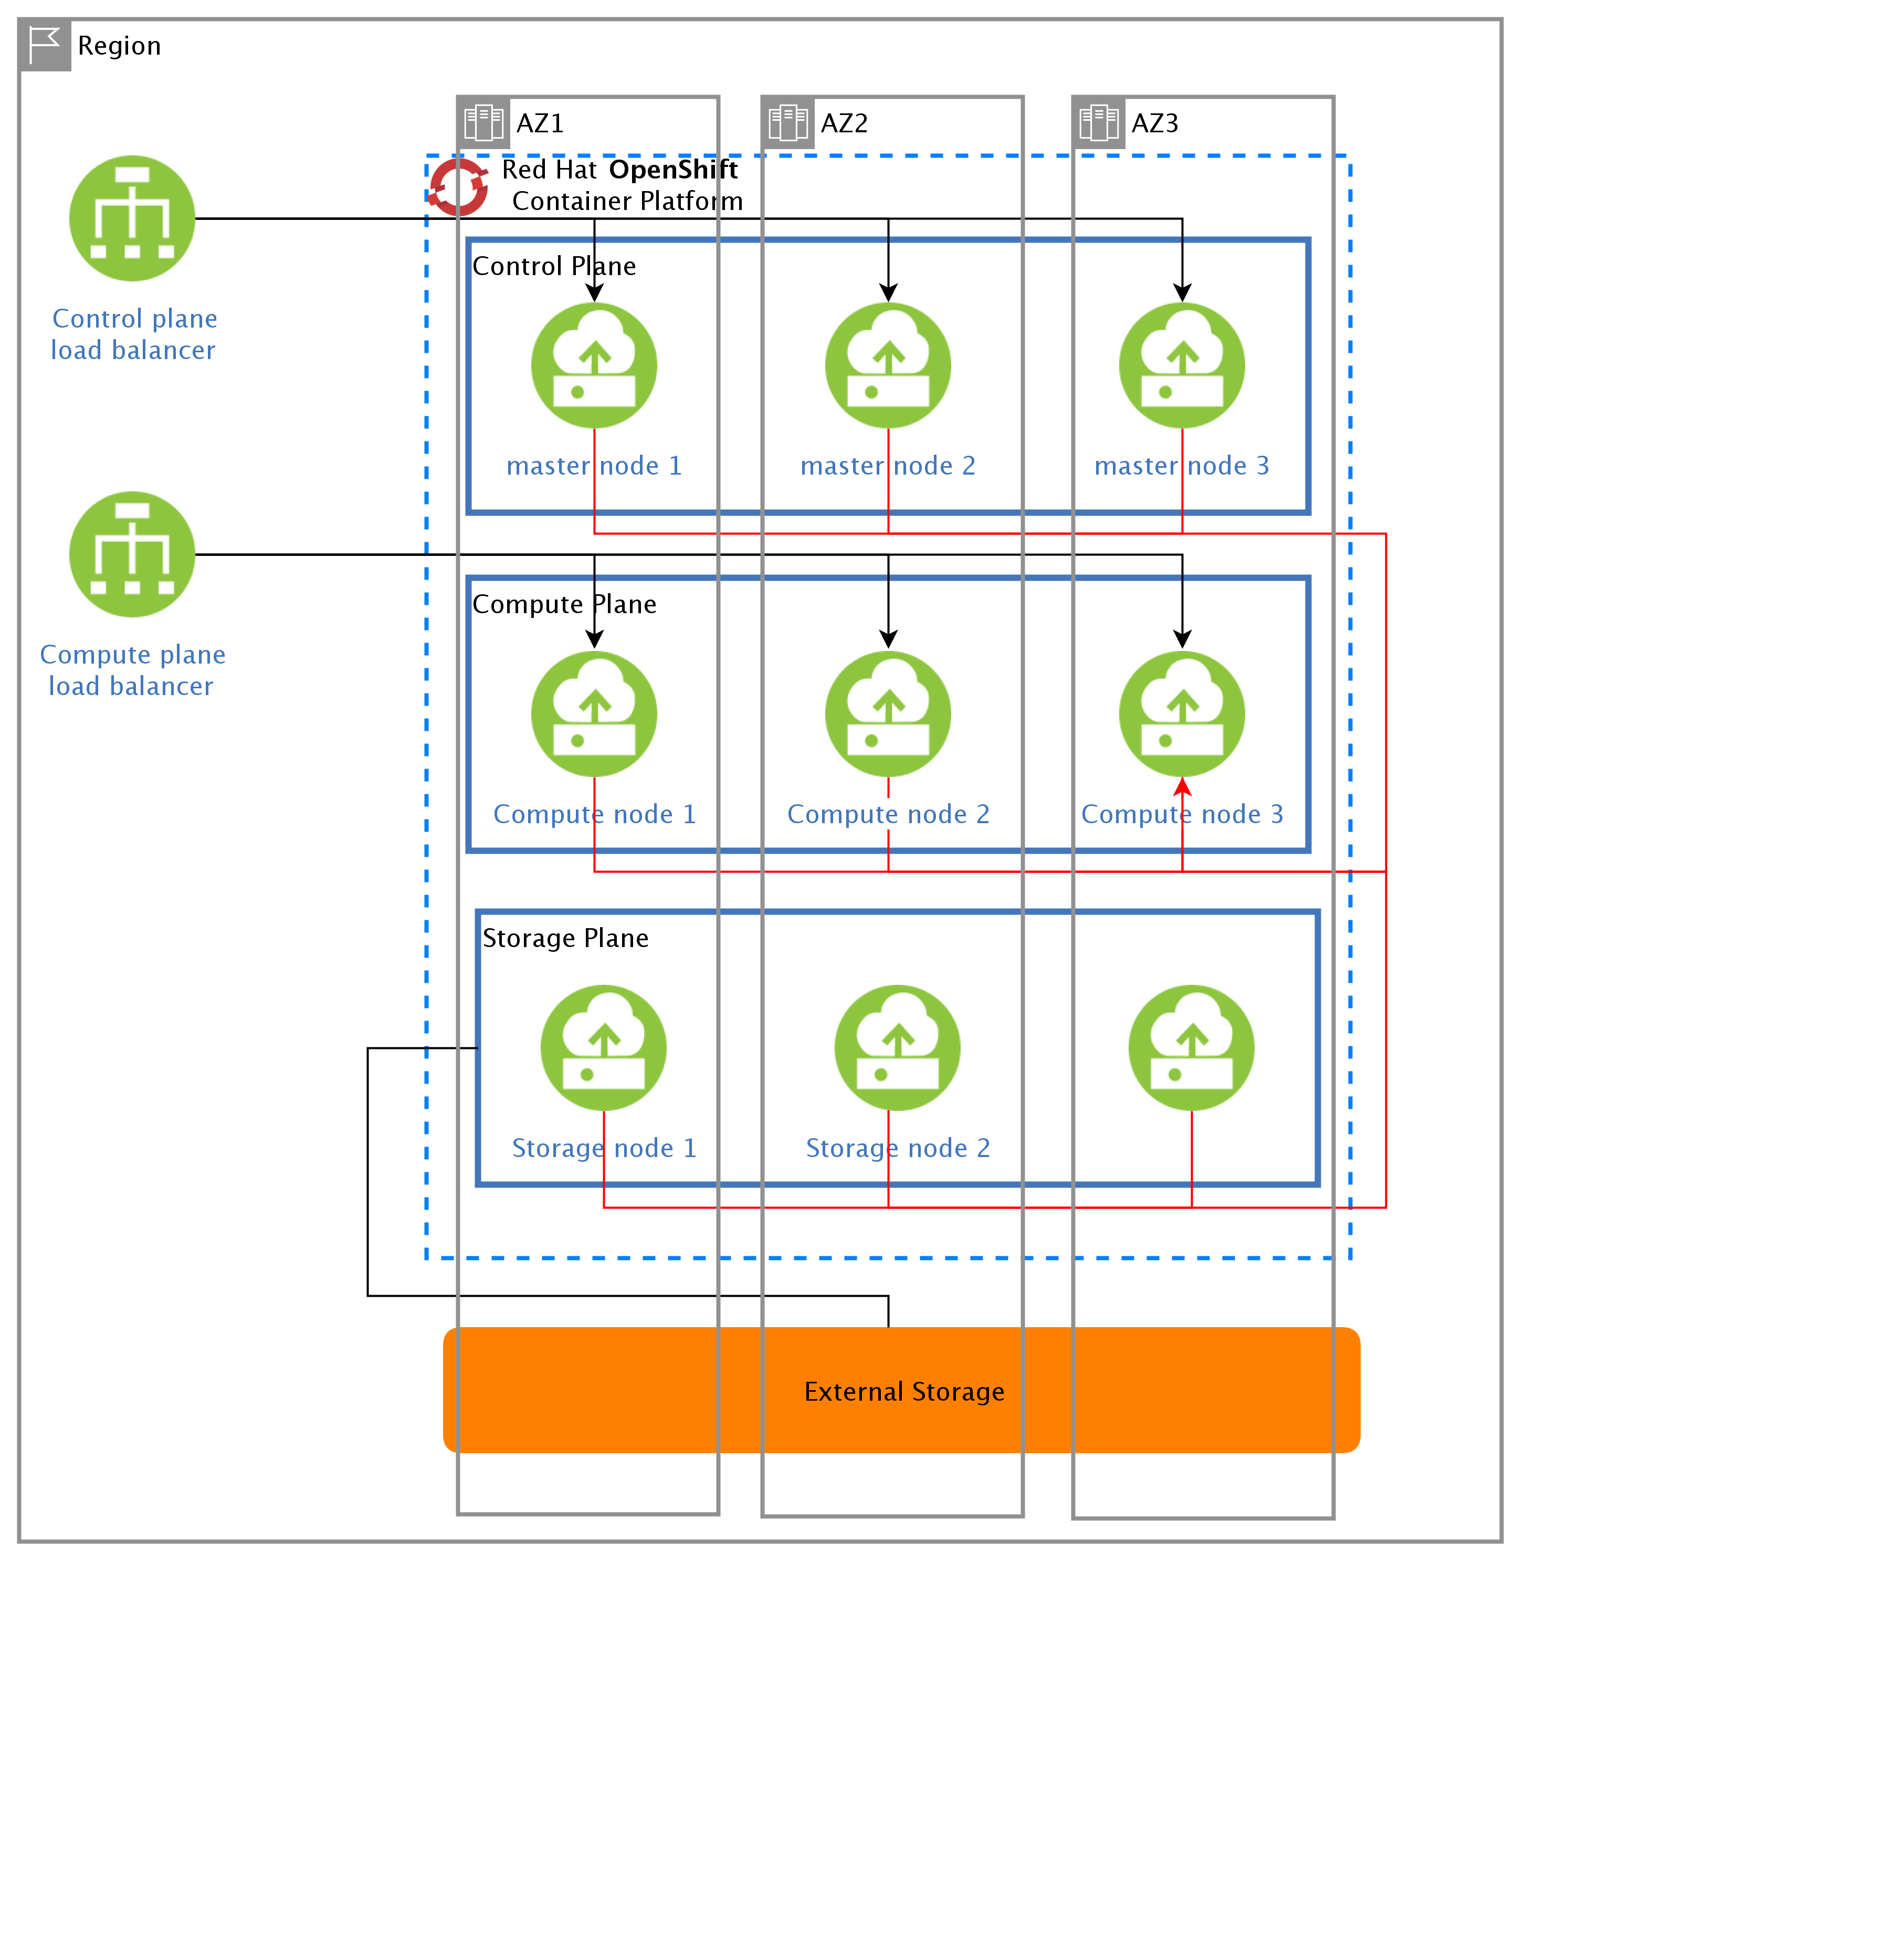 Region
AZ1
AZ2
AZ3
Red Hat OpenShift
Container Platform
Control plane
load balancer
Control Plane
master node 1
master node 2
master node 3
Compute plane
load balancer
Compute Plane
Compute node 1
Compute node 2
Compute node 3
Storage Plane
Storage node 1
Storage node 2
External Storage